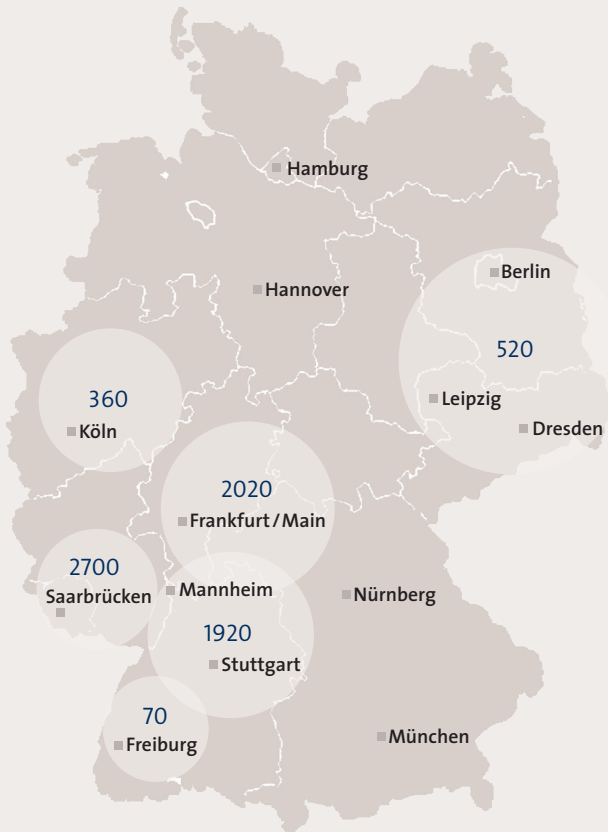 Hamburg
Berlin
Hannover
520
360
Leipzig
Köln
Dresden
2020
Frankfurt/Main
2700
Saarbrücken
Mannheim
Nürnberg
1920
Stuttgart
70
Freiburg
München